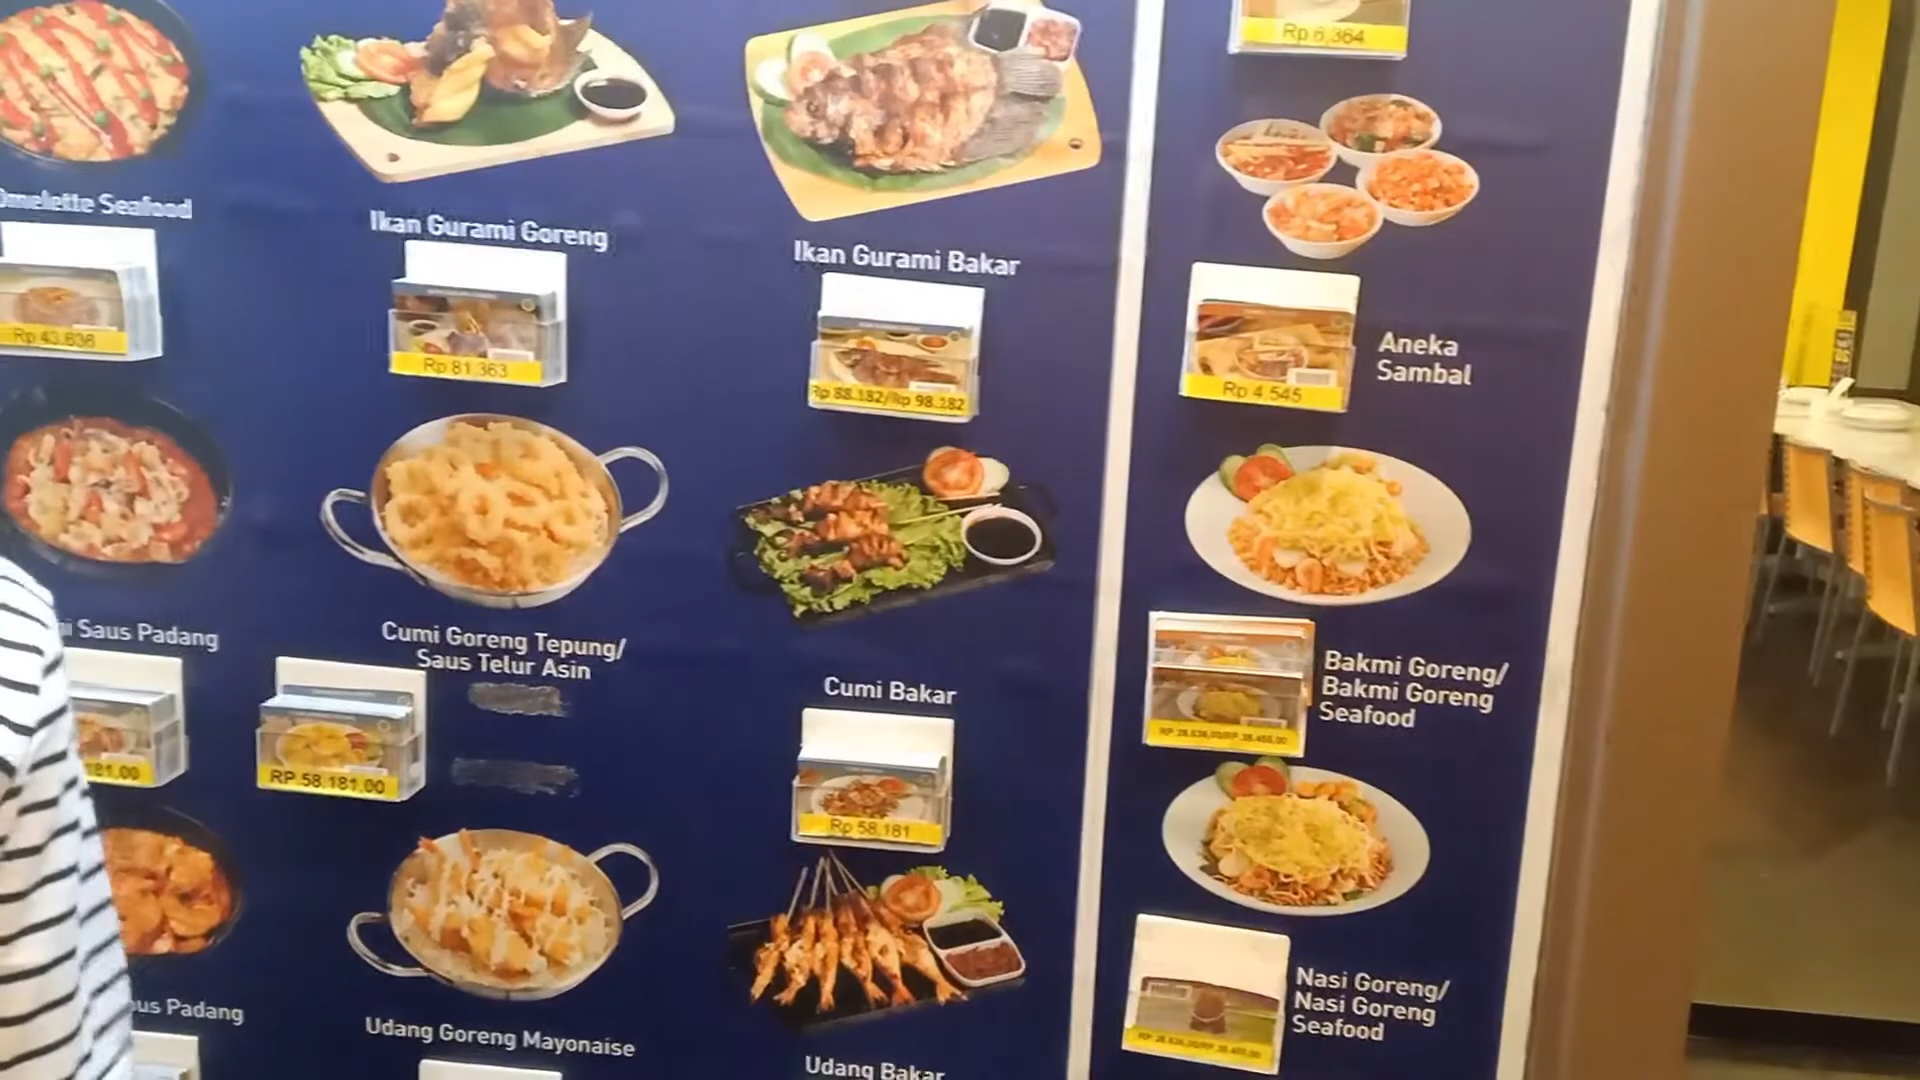 Omelette Seafood
Rp 43.636
Ikan Gurami Goreng
Rp 81.363
Ikan Gurami Bakar
Rp 88.182/Rp 98.182
Rp 6,364
Aneka
Sambal
Rp 4.545
Saus Padang
181,00
Cumi Goreng Tepung/
Saus Telur Asin
RP.58.181,00
Cumi Bakar
Rp 58.181
Bakmi Goreng/
Bakmi Goreng
Seafood
Padang
Udang Goreng Mayonaise
Udang Bakar
Nasi Goreng/
Nasi Goreng
Seafood